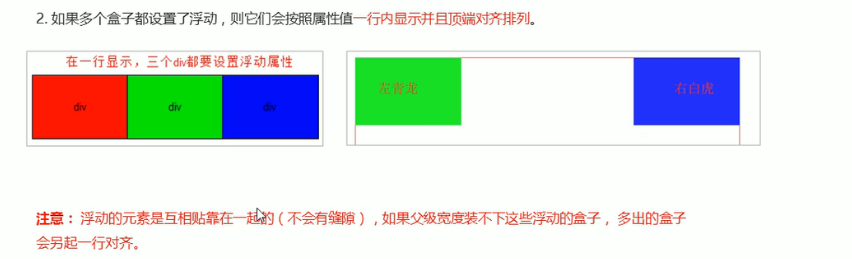 2. 如果多个盒子都设置了浮动，则它们会按照属性值一行内显示并且顶端对齐排列。
在一行显示，三个div都要设置浮动属性
div div div
左青龙 右白虎
注意： 浮动的元素是互相贴靠在一起的（不会有缝隙），如果父级宽度装不下这些浮动的盒子， 多出的盒子
会另起一行对齐。